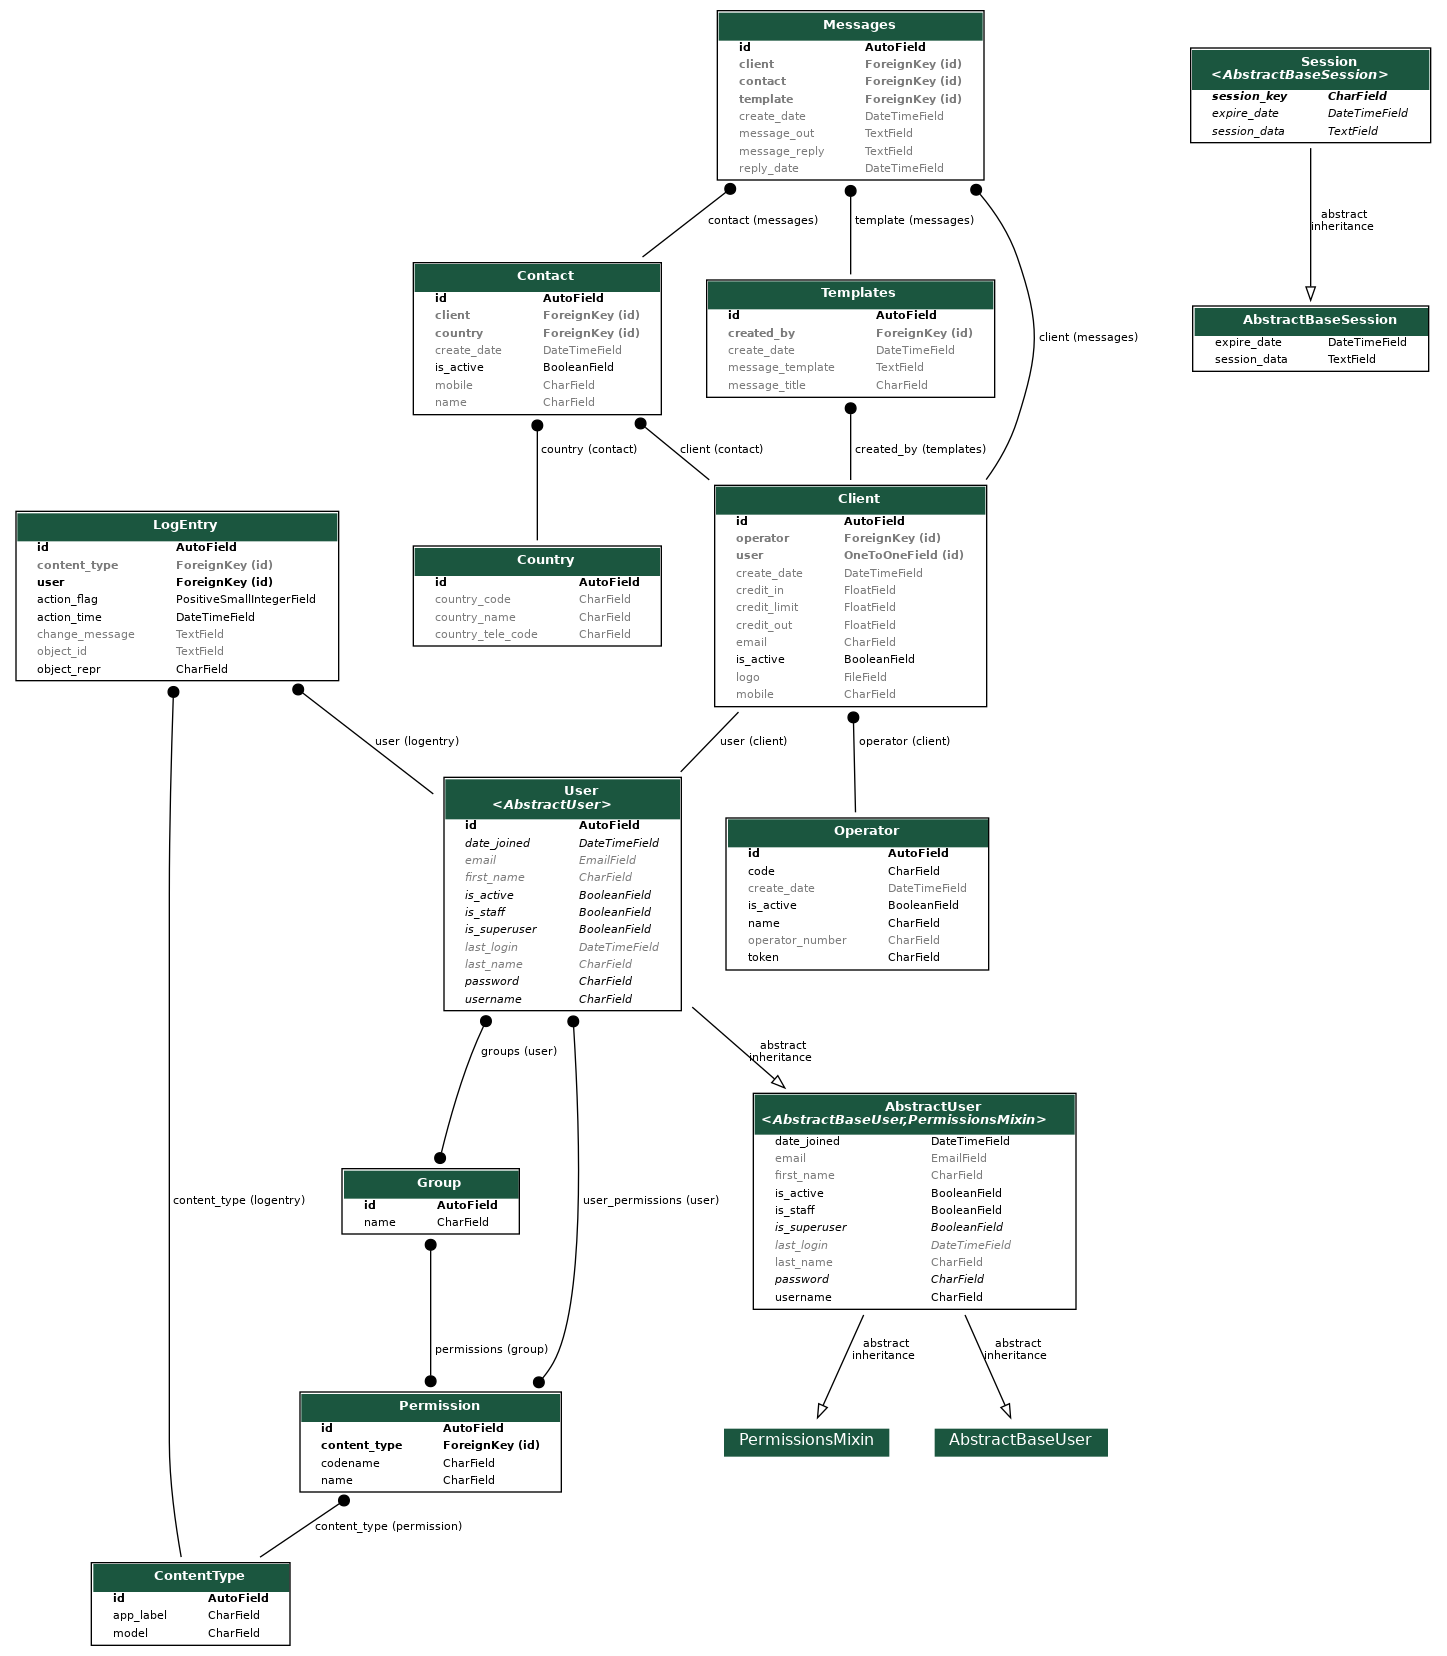 Messages
id AutoField
client ForeignKey (id)
contact ForeignKey (id)
template ForeignKey (id)
create_date DateTimeField
message_out TextField
message_reply TextField
reply_date DateTimeField
Session
<AbstractBaseSession>
session_key CharField
expire_date DateTimeField
session_data TextField
contact (messages)
template (messages)
client (messages)
abstract
inheritance
Contact
id AutoField
client ForeignKey (id)
country ForeignKey (id)
create_date DateTimeField
is_active BooleanField
mobile CharField
name CharField
Templates
id AutoField
created_by ForeignKey (id)
create_date DateTimeField
message_template TextField
message_title CharField
AbstractBaseSession
expire_date DateTimeField
session_data TextField
country (contact)
client (contact)
created_by (templates)
LogEntry
id AutoField
content_type ForeignKey (id)
user ForeignKey (id)
action_flag PositiveSmallIntegerField
action_time DateTimeField
change_message TextField
object_id TextField
object_repr CharField
Country
id AutoField
country_code CharField
country_name CharField
country_tele_code CharField
Client
id AutoField
operator ForeignKey (id)
user OneToOneField (id)
create_date DateTimeField
credit_in FloatField
credit_limit FloatField
credit_out FloatField
email CharField
is_active BooleanField
logo FileField
mobile CharField
user (logentry)
user (client)
operator (client)
User
<AbstractUser>
id AutoField
date_joined DateTimeField
email EmailField
first_name CharField
is_active BooleanField
is_staff BooleanField
is_superuser BooleanField
last_login DateTimeField
last_name CharField
password CharField
username CharField
Operator
id AutoField
code CharField
create_date DateTimeField
is_active BooleanField
name CharField
operator_number CharField
token CharField
groups (user)
abstract
inheritance
AbstractUser
<AbstractBaseUser,PermissionsMixin>
date_joined DateTimeField
email EmailField
first_name CharField
is_active BooleanField
is_staff BooleanField
is_superuser BooleanField
last_login DateTimeField
last_name CharField
password CharField
username CharField
Group
id AutoField
name CharField
content_type (logentry)
user_permissions (user)
permissions (group)
abstract
inheritance
abstract
inheritance
Permission
id AutoField
content_type ForeignKey (id)
codename CharField
name CharField
PermissionsMixin
AbstractBaseUser
content_type (permission)
ContentType
id AutoField
app_label CharField
model CharField